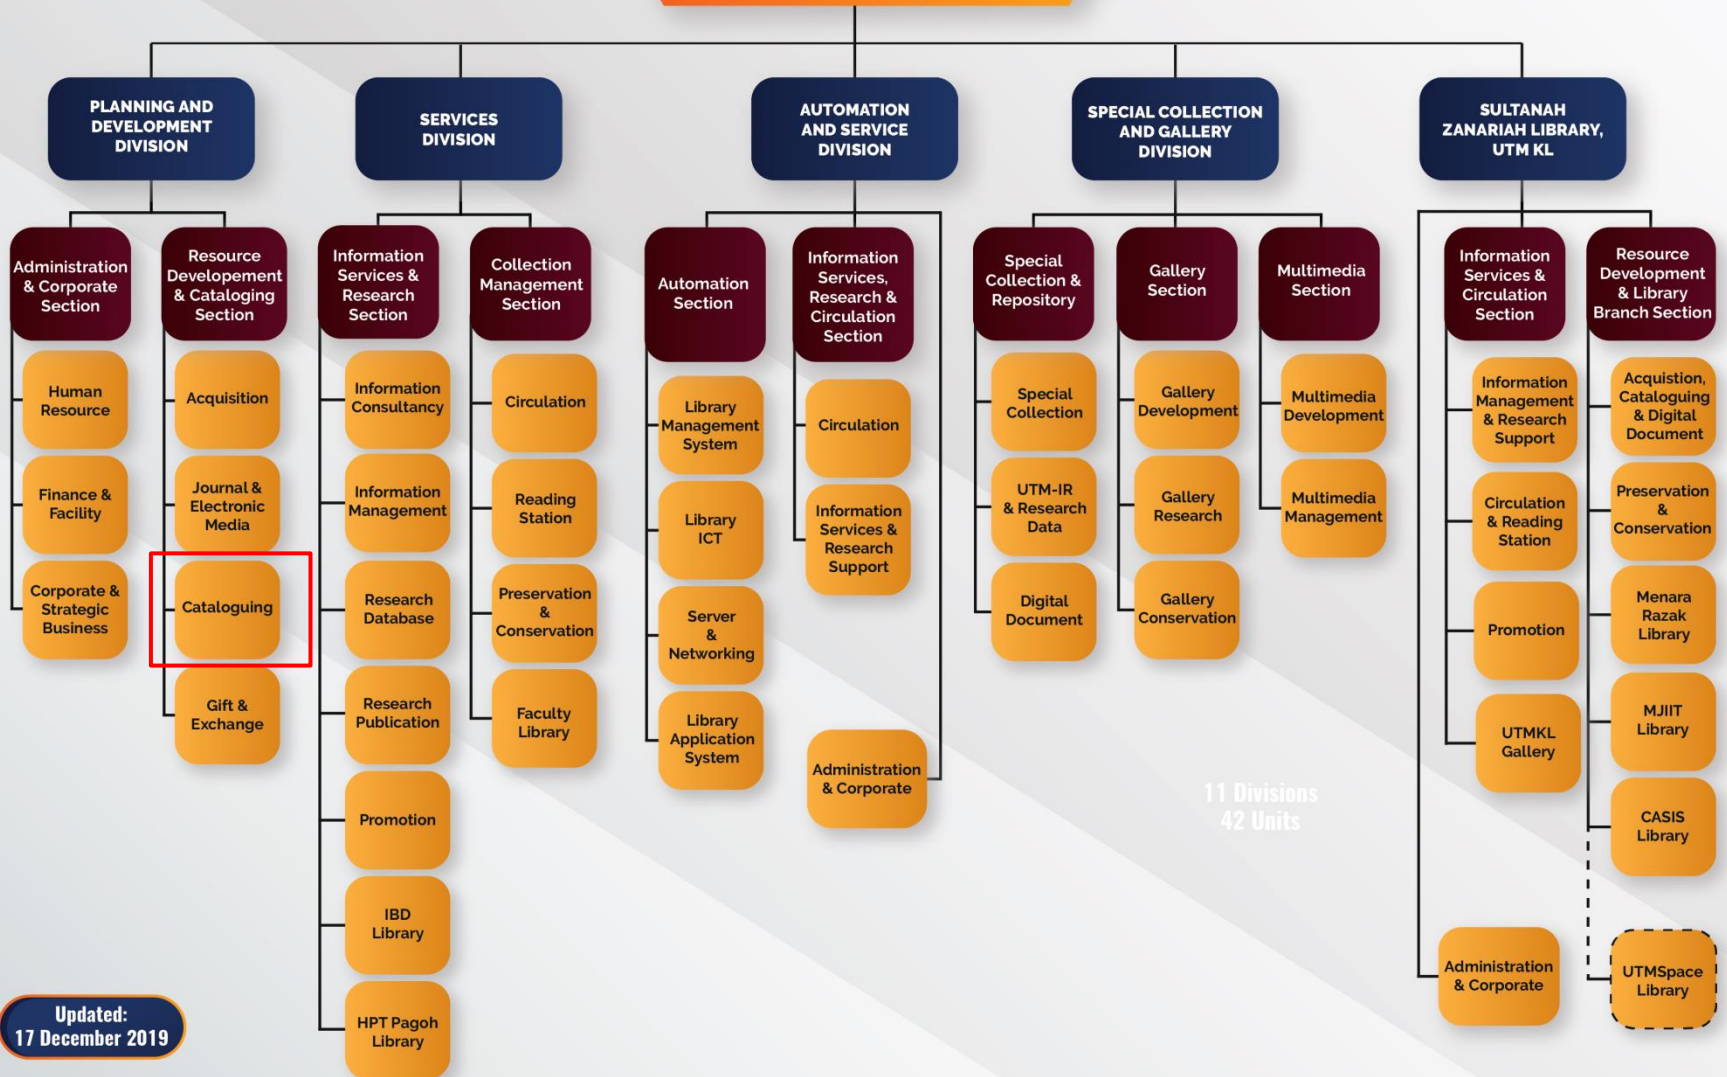 PLANNING AND
DEVELOPMENT
DIVISION
SERVICES
DIVISION
AUTOMATION
AND SERVICE
DIVISION
SPECIAL COLLECTION
AND GALLERY
DIVISION
SULTANAH
ZANARIAH LIBRARY,
UTM KL
Administration
& Corporate
Section
Resource
Developement
& Cataloging
Section
Information
Services &
Research
Section
Collection
Management
Section
Automation
Section
Information
Services,
Research &
Circulation
Section
Special
Collection &
Repository
Gallery
Section
Multimedia
Section
Information
Services &
Circulation
Section
Resource
Development
& Library
Branch Section
Human
Resource
Finance &
Facility
Corporate &
Strategic
Business
Acquisition
Journal &
Electronic
Media
Cataloguing
Gift &
Exchange
Information
Consultancy
Information
Management
Research
Database
Research
Publication
Promotion
IBD
Library
HPT Pagoh
Library
Circulation
Reading
Station
Preservation
&
Conservation
Faculty
Library
Library
Management
System
Library
ICT
Server
&
Networking
Library
Application
System
Circulation
Information
Services &
Research
Support
Administration
& Corporate
Special
Collection
UTM-IR
& Research
Data
Digital
Document
Gallery
Development
Gallery
Research
Gallery
Conservation
Multimedia
Development
Multimedia
Management
Information
Management
& Research
Support
Circulation
& Reading
Station
Promotion
UTMKL
Gallery
Administration
& Corporate
Acquistion,
Cataloguing
& Digital
Document
Preservation
&
Conservation
Menara
Razak
Library
MJIIT
Library
CASIS
Library
UTMSpace
Library
11 Divisions
42 Units
Updated:
17 December 2019